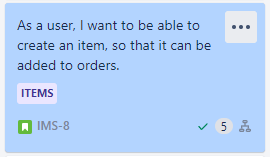 As a user, I want to be able to
create an item, so that it can be
added to orders.
ITEMS
IMS-8
5